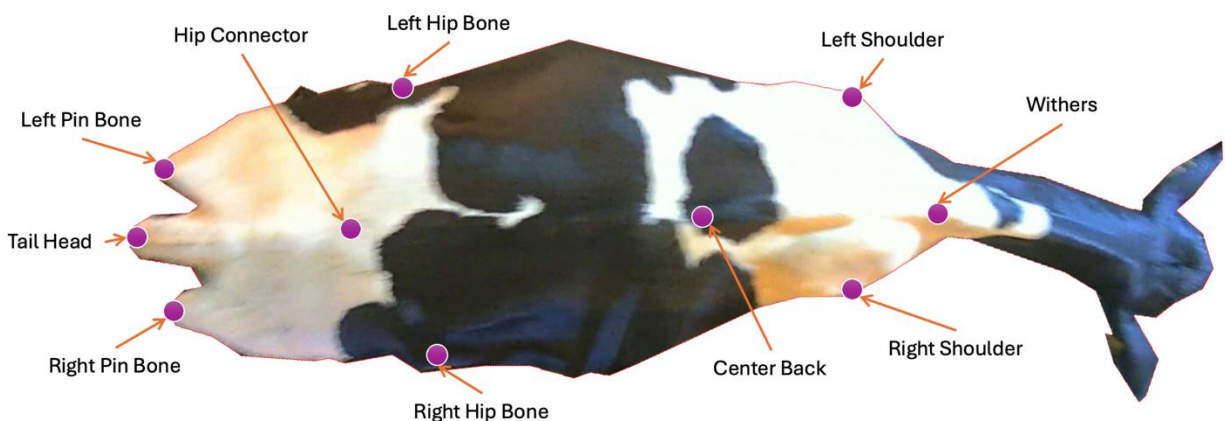 Left Hip Bone
Hip Connector
Left Shoulder
Withers
Left Pin Bone
Tail Head
Right Pin Bone
Right Hip Bone
Center Back
Right Shoulder